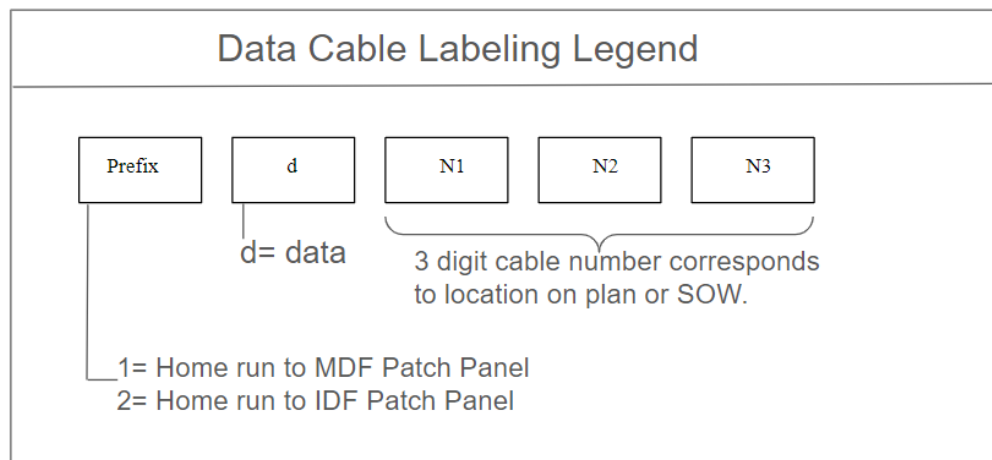 Data Cable Labeling Legend
Prefix d N1 N2 N3
d= data
3 digit cable number corresponds
to location on plan or SOW.
1= Home run to MDF Patch Panel
2= Home run to IDF Patch Panel